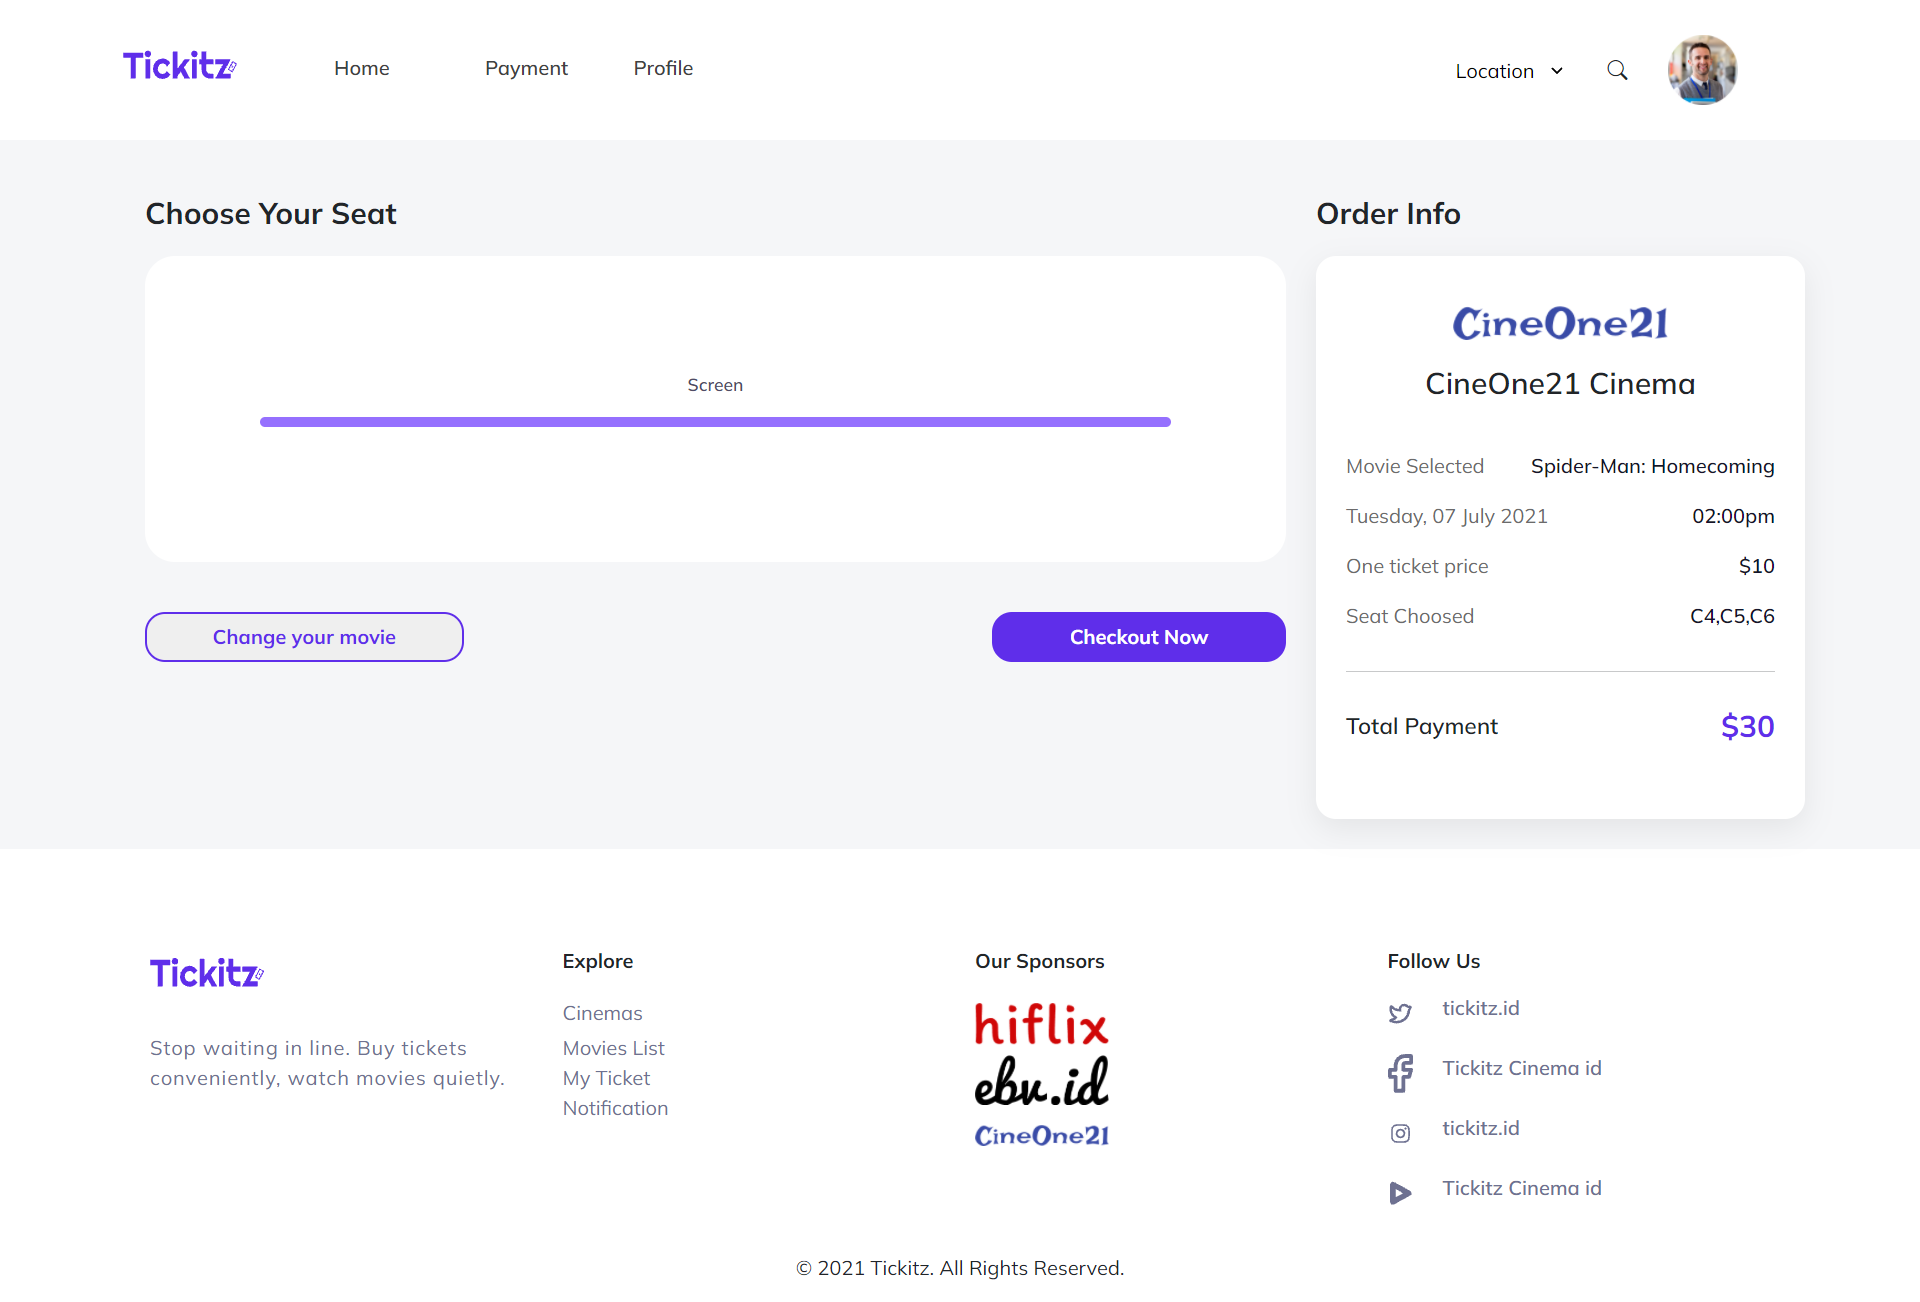 Tickitz
Home
Payment
Profile
Location
Choose Your Seat
Screen
Change your movie
Checkout Now
Order Info
CineOne21
CineOne21 Cinema
Movie Selected Spider-Man: Homecoming
Tuesday, 07 July 2021 02:00pm
One ticket price $10
Seat Choosed C4,C5,C6
Total Payment $30
Tickitz
Stop waiting in line. Buy tickets
conveniently, watch movies quietly.
Explore
Cinemas
Movies List
My Ticket
Notification
Our Sponsors
hiflix
ebv.id
CineOne21
Follow Us
tickitz.id
Tickitz Cinema id
tickitz.id
Tickitz Cinema id
© 2021 Tickitz. All Rights Reserved.